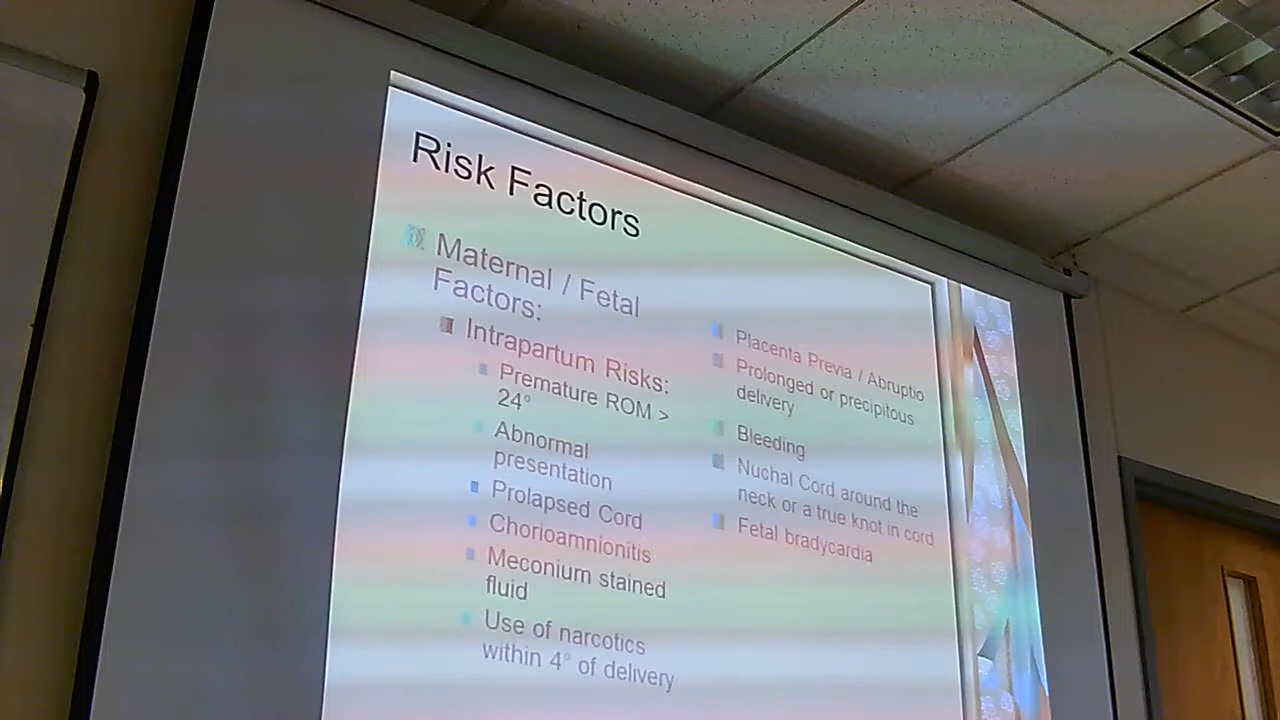 Risk Factors
Maternal / Fetal
Factors:
Intrapartum Risks:
Premature ROM >
24°
Abnormal
presentation
Prolapsed Cord
Chorioamnionitis
Meconium stained
fluid
Use of narcotics
within 4° of delivery
Placenta Previa / Abruptio
Prolonged or precipitous
delivery
Bleeding
Nuchal Cord around the
neck or a true knot in cord
Fetal bradycardia